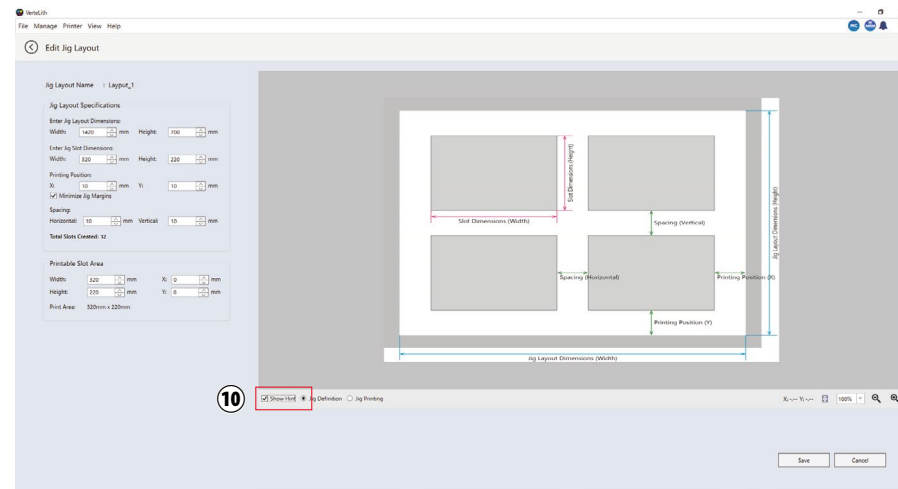 VerteLith
File Manage Printer View Help
MC
Edit Jig Layout
Jig Layout Name : Layput_1
Jig Layout Specifications
Enter Jig Layout Dimensions:
Width: 1420 mm Height: 700 mm
Enter Jig Slot Dimensions:
Width: 320 mm Height: 220 mm
Printing Position:
X: 10 mm Y: 10 mm
Minimize Jig Margins
Spacing:
Horizontal: 10 mm Vertical: 10 mm
Total Slots Created: 12
Printable Slot Area
Width: 320 mm X: 0 mm
Height: 220 mm Y: 0 mm
Print Area: 320mm x 220mm
Slot Dimensions (Height)
Slot Dimensions (Width)
Spacing (Vertical)
Jig Layout Dimensions (Height)
Spacing (Horizontal)
Printing Position (X)
Printing Position (Y)
Jig Layout Dimensions (Width)
10
Show Hint Jig Definition Jig Printing
X: -.-- Y: -.-- 100%
Save Cancel